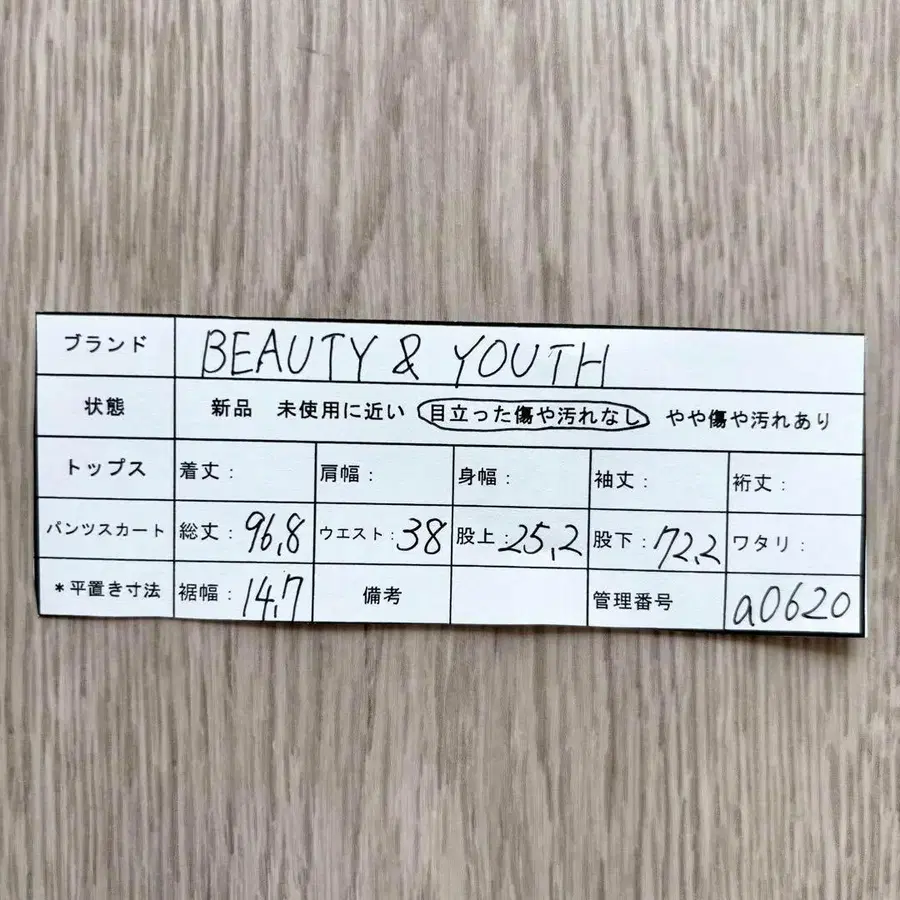 ブランド BEAUTY & YOUTH
状態 新品 未使用に近い 目立った傷や汚れなし やや傷や汚れあり
トップス 着丈: 肩幅: 身幅: 袖丈: 裄丈:
パンツスカート 総丈: 96,8 ウエスト: 38 股上: 25,2 股下: 72,2 ワタリ:
*平置き寸法 裾幅: 14,7 備考 管理番号 a0620